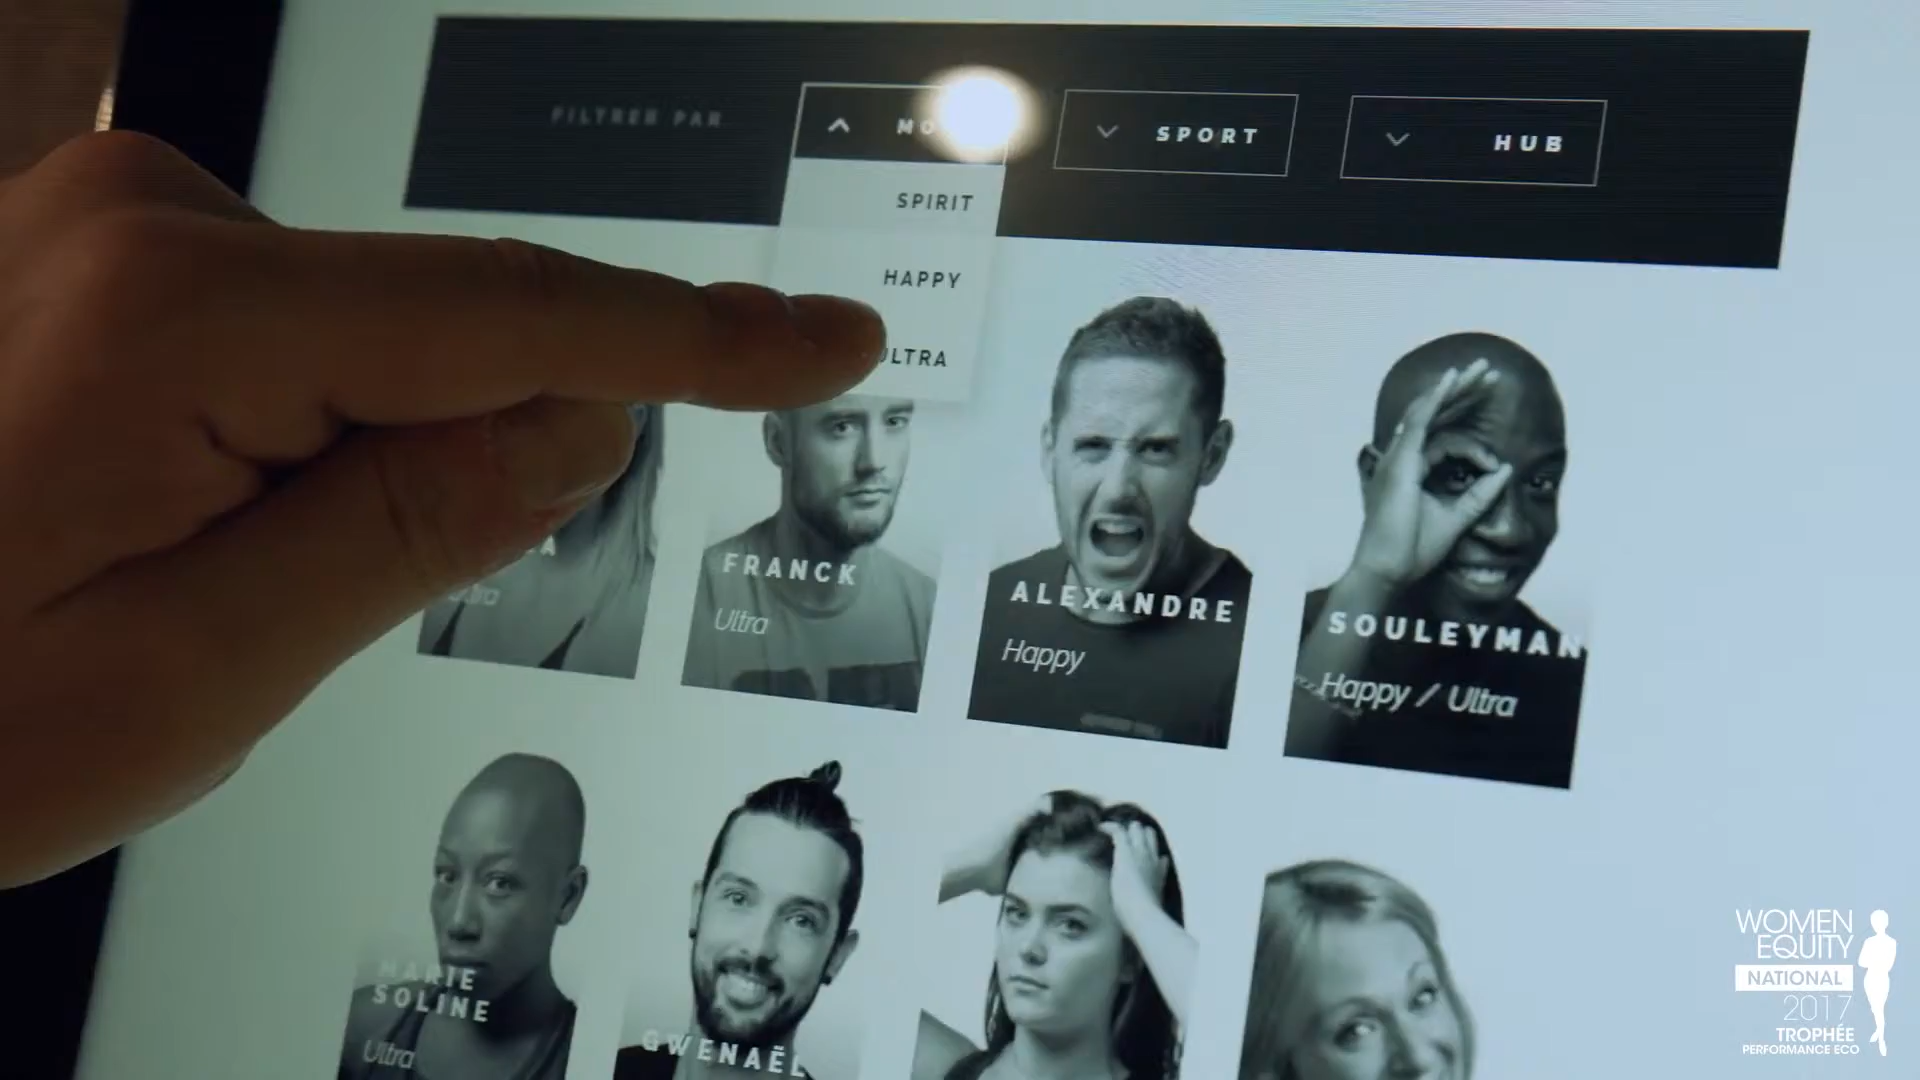 FILTRER PAR
SPORT
HUB
SPIRIT
HAPPY
ULTRA
FRANCK
Ultra
ALEXANDRE
Happy
SOULEYMAN
Happy / Ultra
MARIE
SOLINE
Ultra
GWENAËL
WOMEN
EQUITY
NATIONAL
2017
TROPHÉE
PERFORMANCE ECO